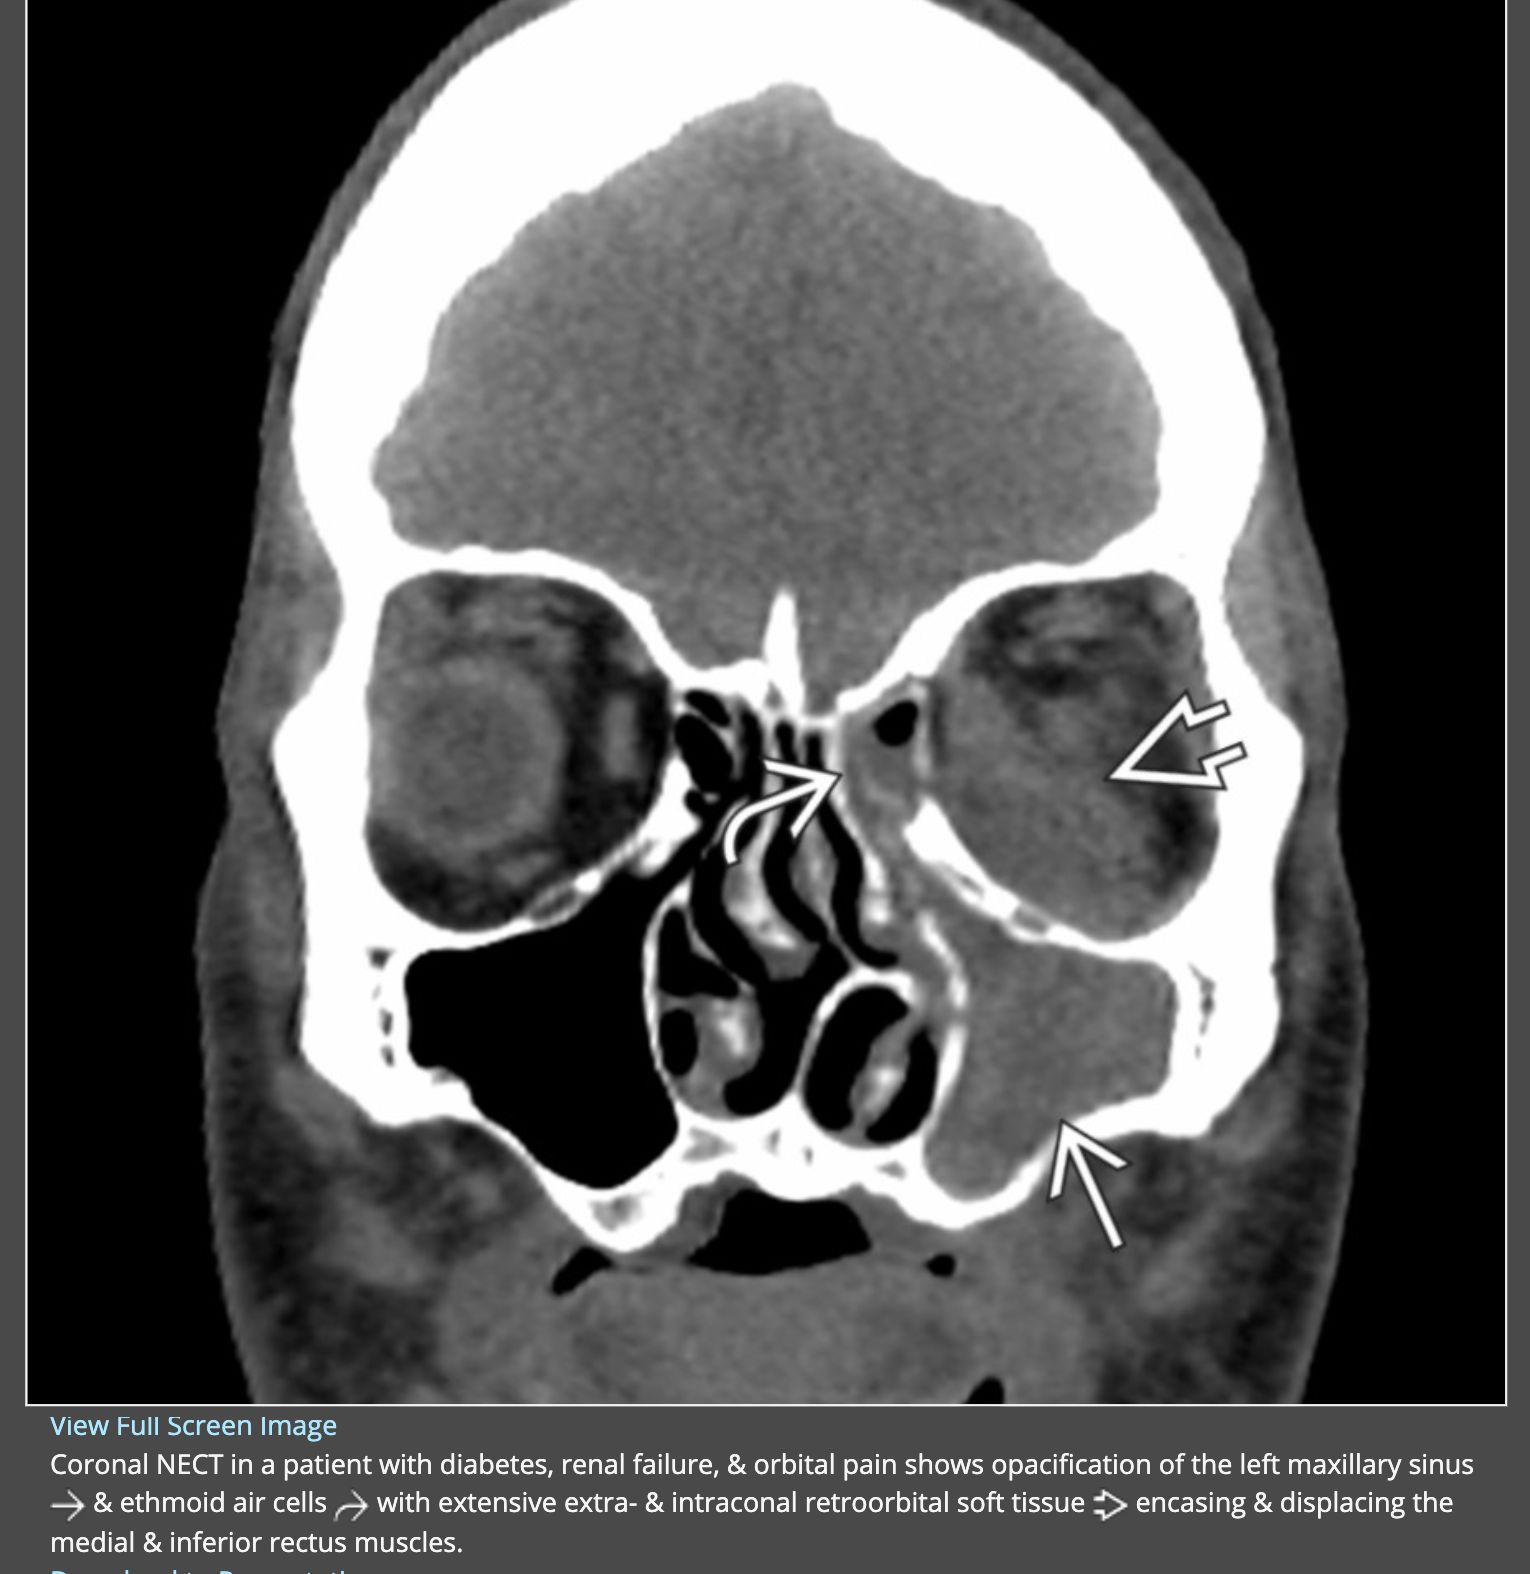 View Full Screen Image
Coronal NECT in a patient with diabetes, renal failure, & orbital pain shows opacification of the left maxillary sinus
→ & ethmoid air cells ↷ with extensive extra- & intraconal retroorbital soft tissue ⇨ encasing & displacing the
medial & inferior rectus muscles.